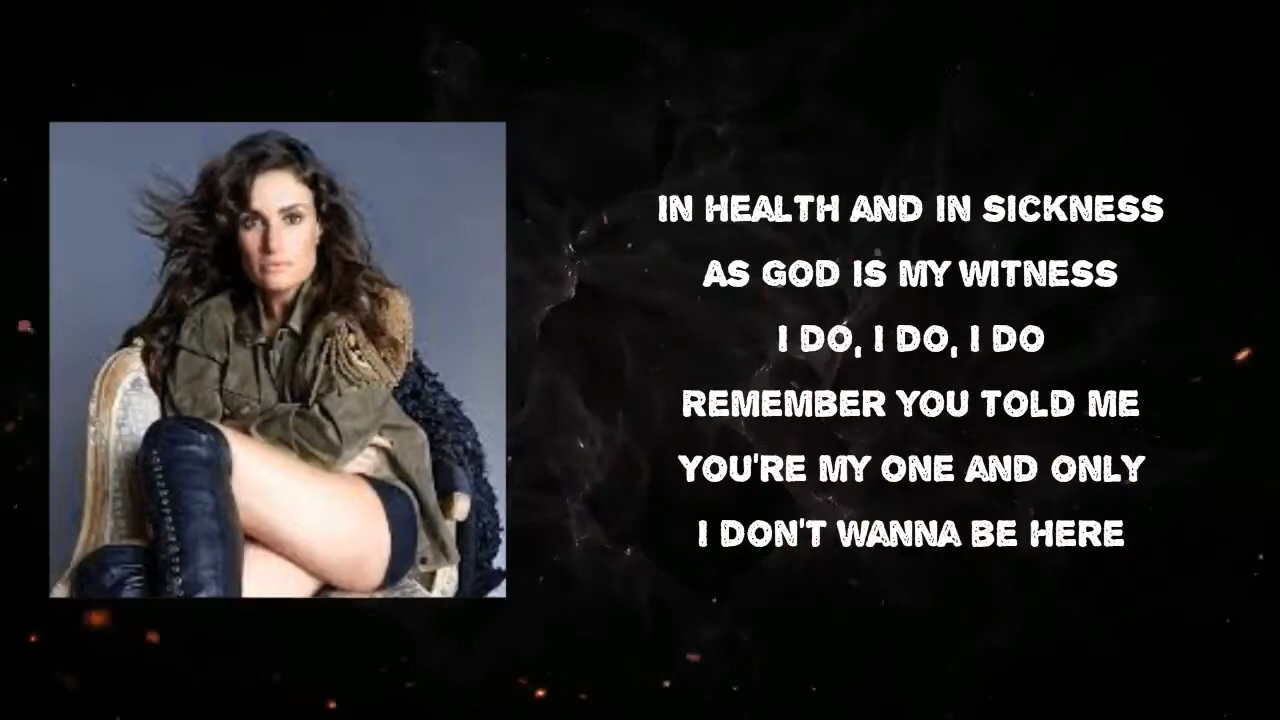 IN HEALTH AND IN SICKNESS
AS GOD IS MY WITNESS
I DO, I DO, I DO
REMEMBER YOU TOLD ME
YOU'RE MY ONE AND ONLY
I DON'T WANNA BE HERE